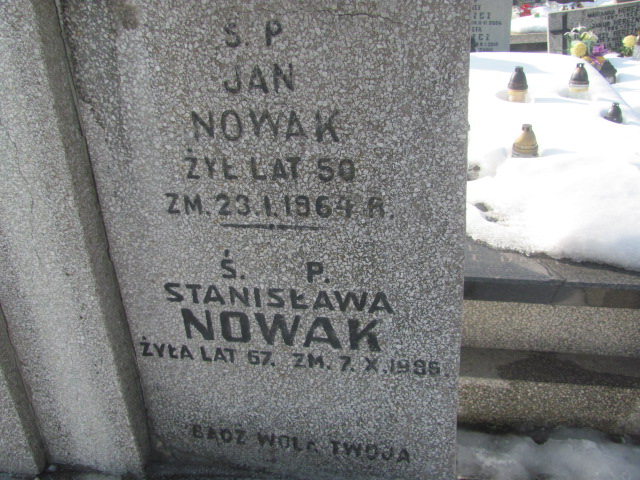 Ś. P.
JAN
NOWAK
ŻYŁ LAT 50
ZM. 23.I.1964 R.
Ś. P.
STANISŁAWA
NOWAK
ŻYŁA LAT 67. ZM. 7.X.1986.
BĄDŹ WOLA TWOJA